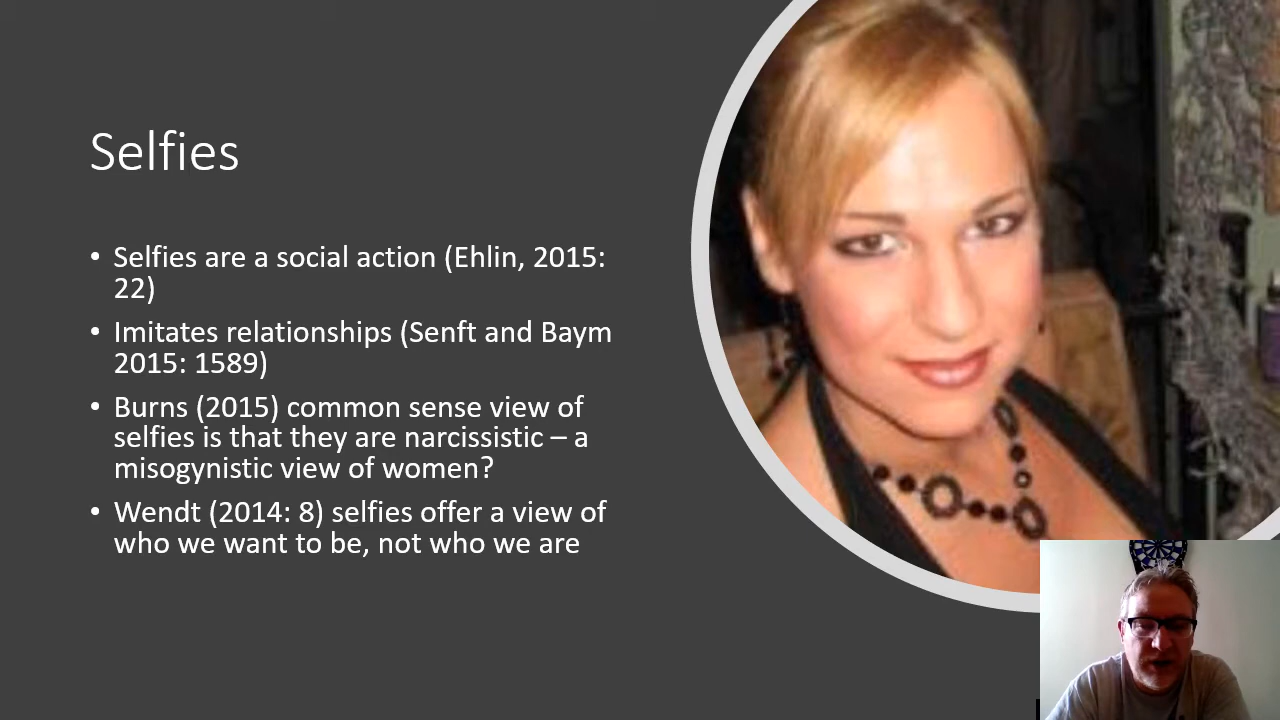 Selfies
• Selfies are a social action (Ehlin, 2015:
22)
• Imitates relationships (Senft and Baym
2015: 1589)
• Burns (2015) common sense view of
selfies is that they are narcissistic – a
misogynistic view of women?
• Wendt (2014: 8) selfies offer a view of
who we want to be, not who we are